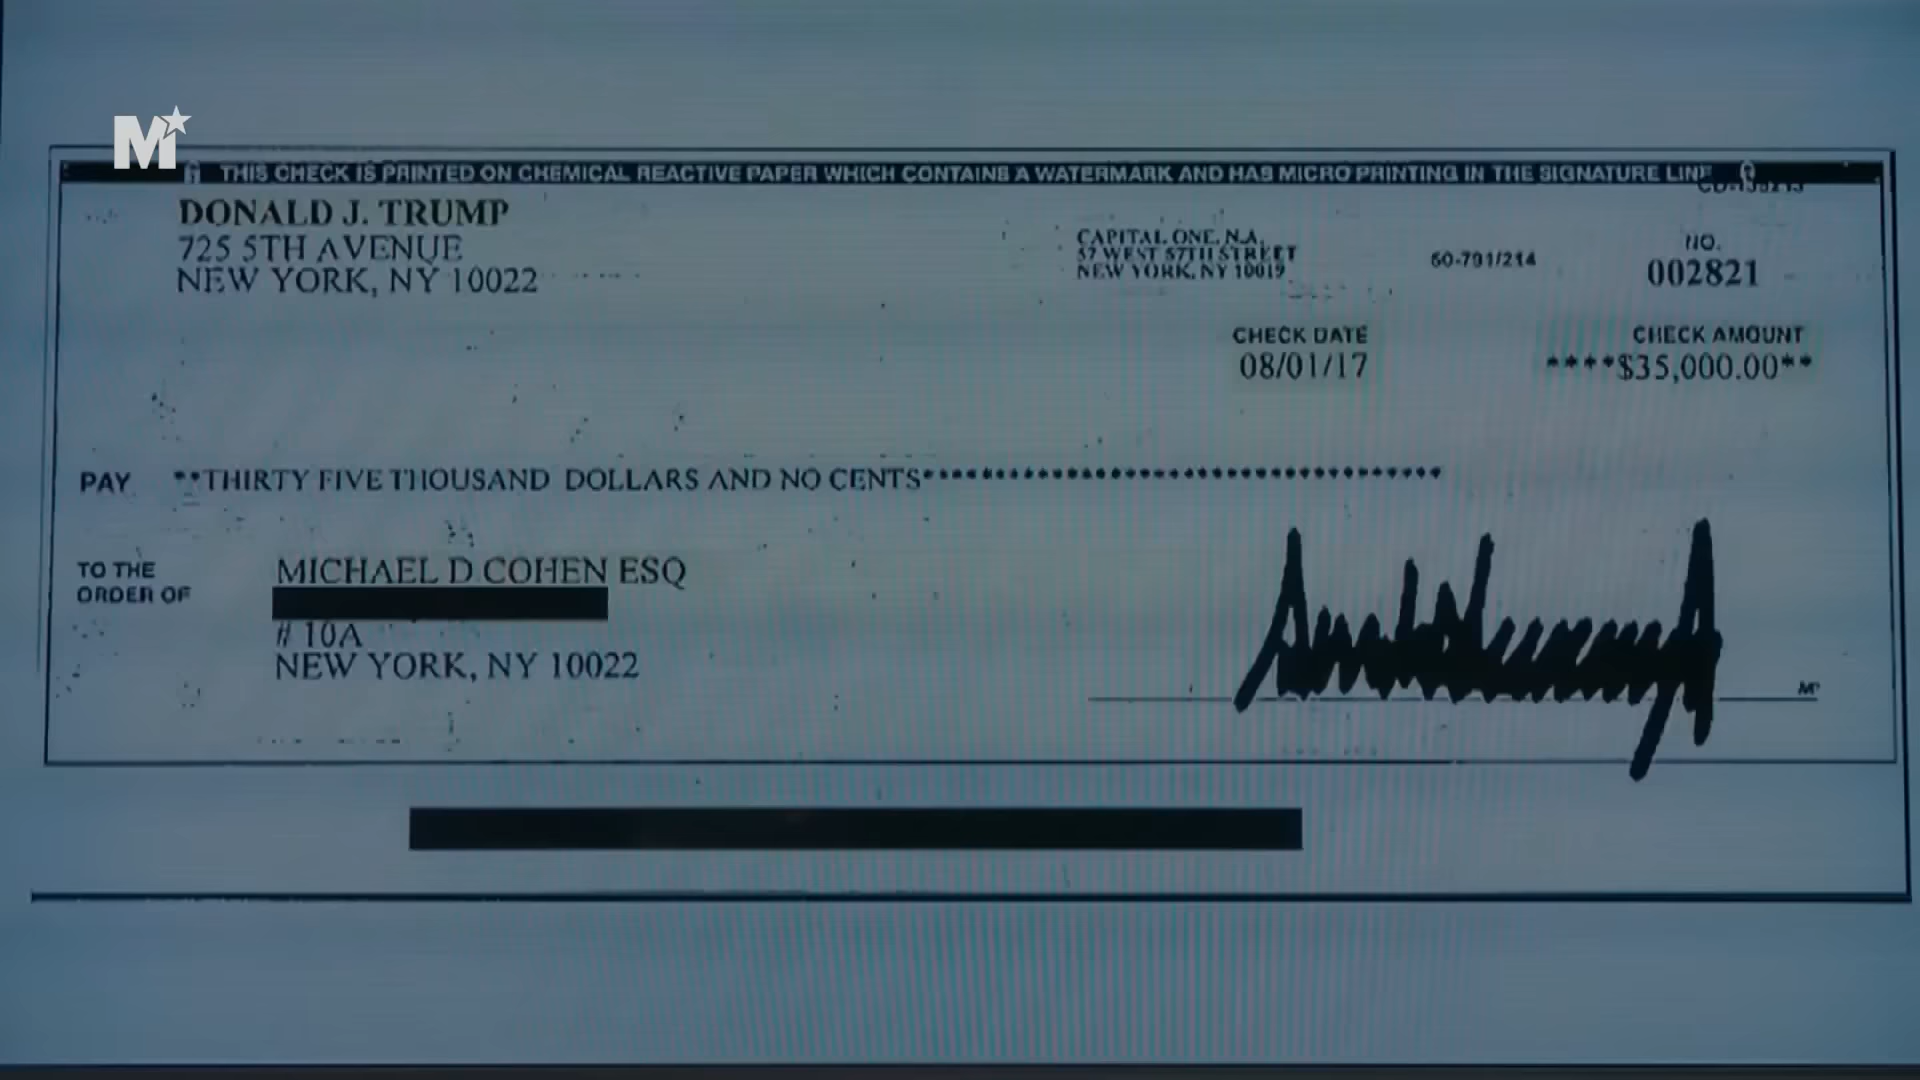 M
THIS CHECK IS PRINTED ON CHEMICAL REACTIVE PAPER WHICH CONTAINS A WATERMARK AND HAS MICRO PRINTING IN THE SIGNATURE LINE
DONALD J. TRUMP
725 5TH AVENUE
NEW YORK, NY 10022
CAPITAL ONE, N.A.
57 WEST 57TH STREET
NEW YORK, NY 10019
60-791/214
NO.
002821
CHECK DATE
08/01/17
CHECK AMOUNT
****$35,000.00**
PAY **THIRTY FIVE THOUSAND DOLLARS AND NO CENTS************************************
TO THE
ORDER OF
MICHAEL D COHEN ESQ
# 10A
NEW YORK, NY 10022
MP